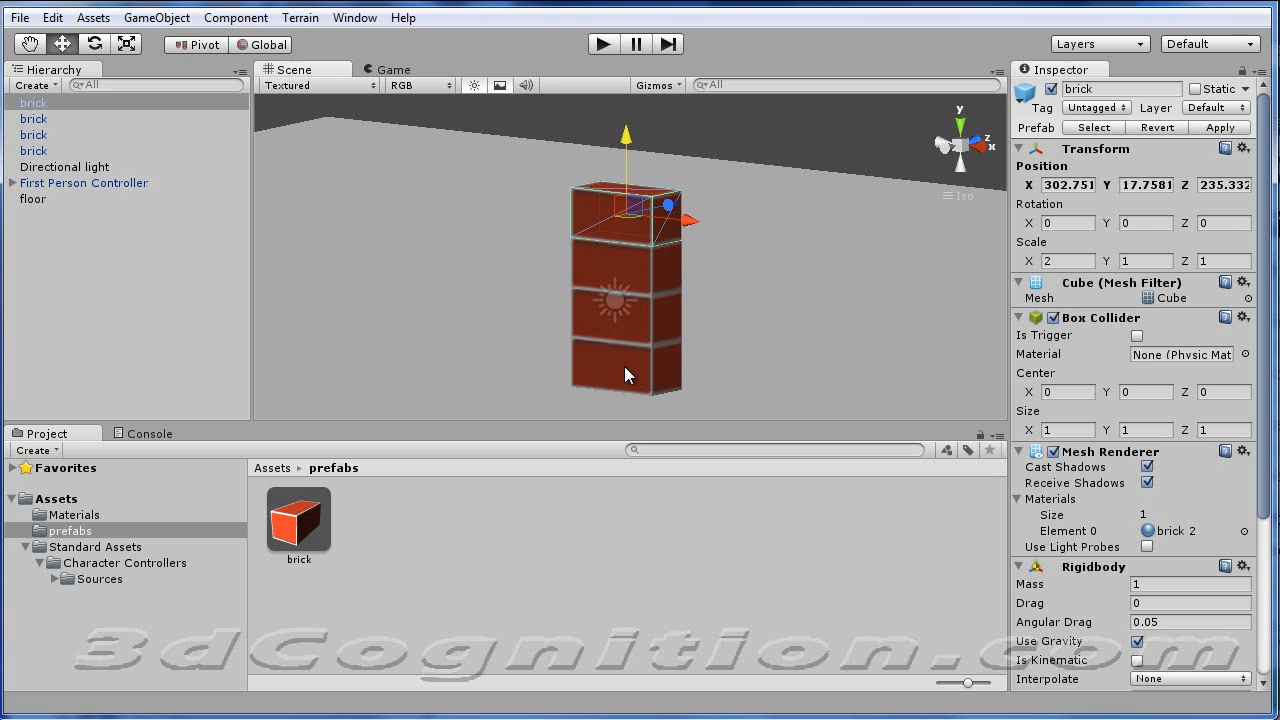 File Edit Assets GameObject Component Terrain Window Help
Pivot Global Layers Default
Hierarchy
Create All
brick
brick
brick
brick
Directional light
First Person Controller
floor
Scene Game
Textured RGB Gizmos All
y
z
x
Iso
Inspector
brick Static
Tag Untagged Layer Default
Prefab Select Revert Apply
Transform
Position
X 302.751 Y 17.7581 Z 235.332
Rotation
X 0 Y 0 Z 0
Scale
X 2 Y 1 Z 1
Cube (Mesh Filter)
Mesh Cube
Box Collider
Is Trigger
Material None (Physic Mat
Center
X 0 Y 0 Z 0
Size
X 1 Y 1 Z 1
Mesh Renderer
Cast Shadows
Receive Shadows
Materials
Size 1
Element 0 brick 2
Use Light Probes
Rigidbody
Mass 1
Drag 0
Angular Drag 0.05
Use Gravity
Is Kinematic
Interpolate None
Project Console
Create
Favorites
Assets
Materials
prefabs
Standard Assets
Character Controllers
Sources
Assets prefabs
brick
3dCognition.com